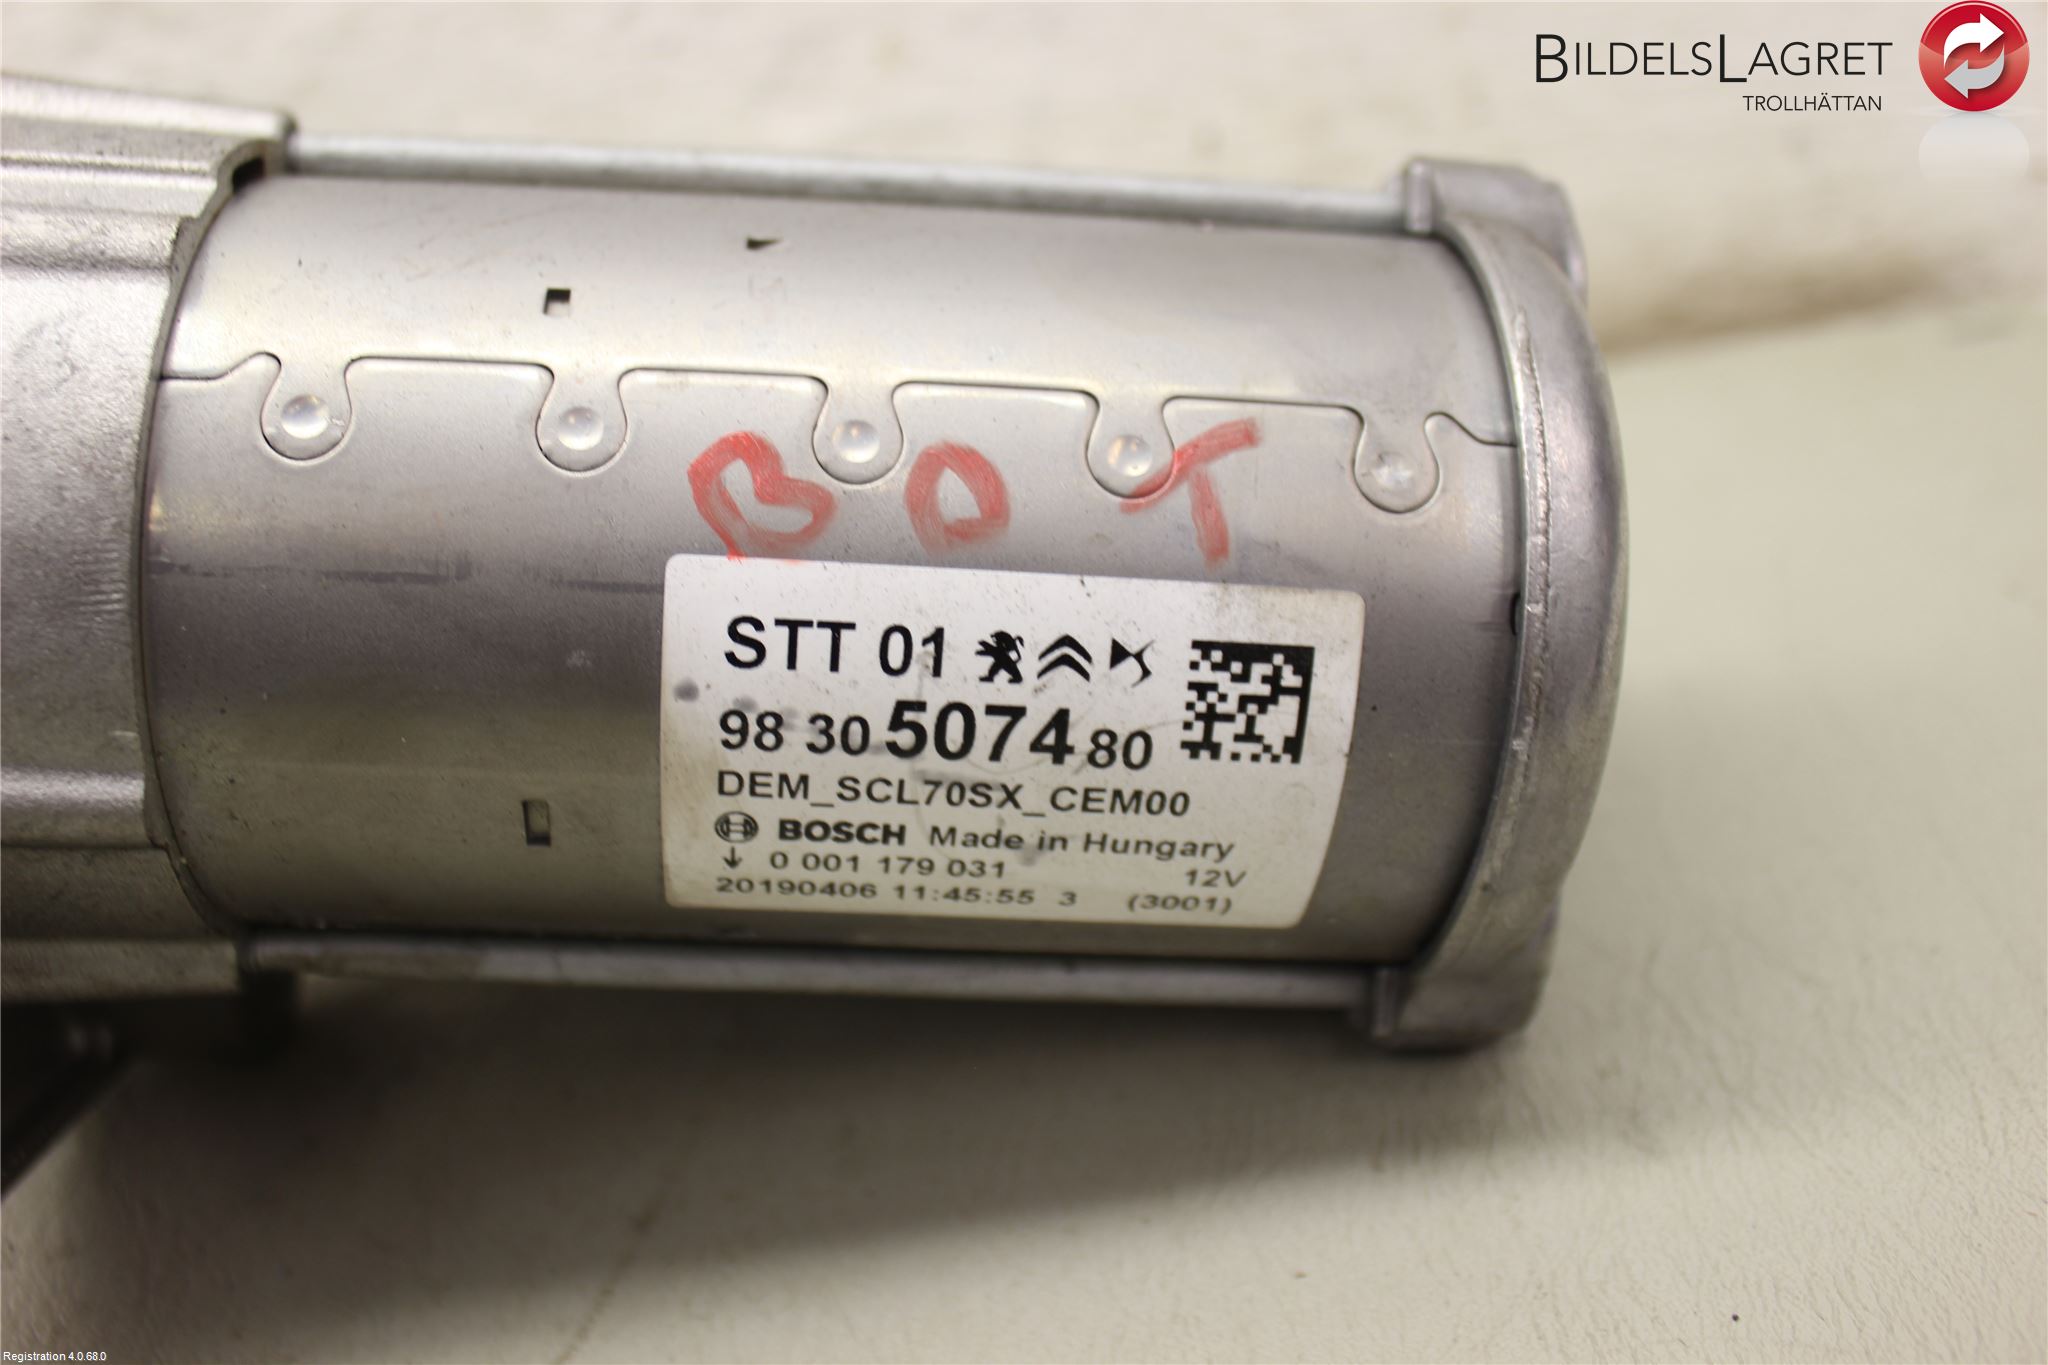 BILDELSLAGRET
TROLLHÄTTAN
BOT
STT 01
98 30 5074 80
DEM_SCL70SX_CEM00
BOSCH Made in Hungary
↓ 0 001 179 031 12V
20190406 11:45:55 3 (3001)
Registration 4.0.68.0